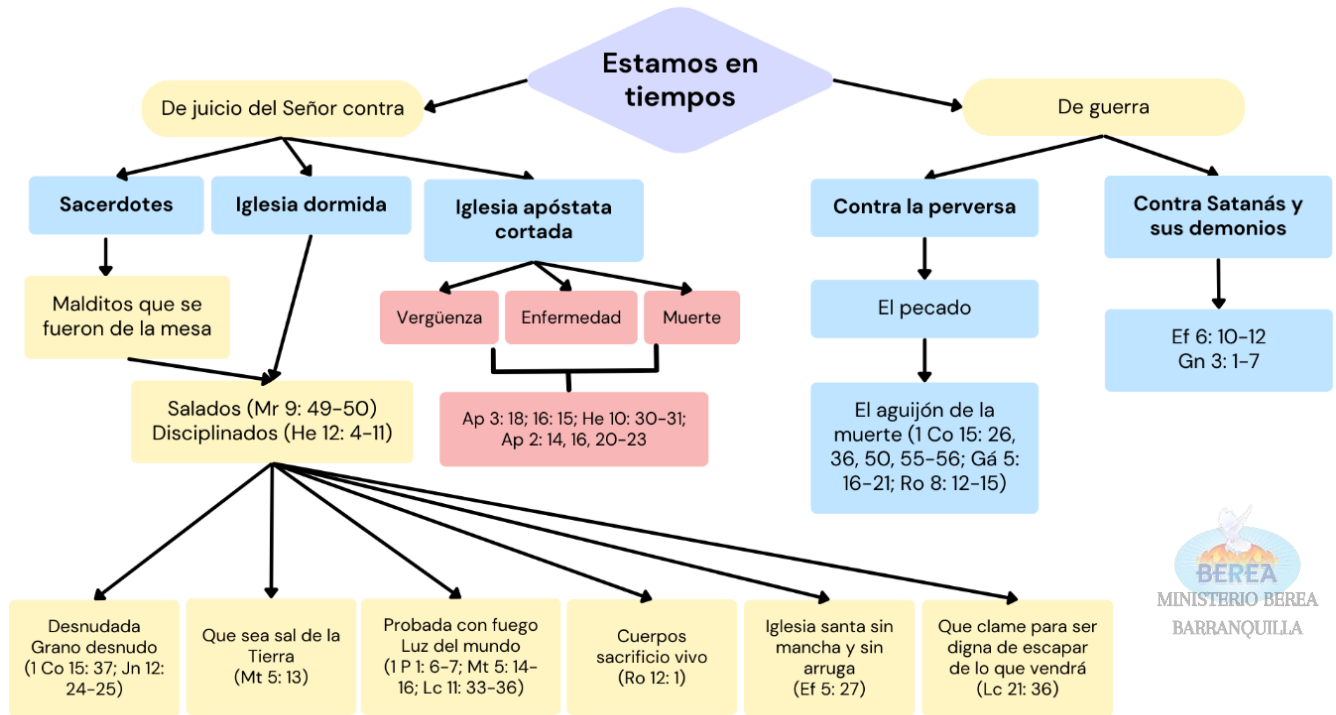 Estamos en
tiempos
De juicio del Señor contra
De guerra
Sacerdotes
Iglesia dormida
Iglesia apóstata
cortada
Contra la perversa
Contra Satanás y
sus demonios
Malditos que se
fueron de la mesa
Vergüenza
Enfermedad
Muerte
El pecado
Ef 6: 10-12
Gn 3: 1-7
Salados (Mr 9: 49-50)
Disciplinados (He 12: 4-11)
Ap 3: 18; 16: 15; He 10: 30-31;
Ap 2: 14, 16, 20-23
El aguijón de la
muerte (1 Co 15: 26,
36, 50, 55-56; Gá 5:
16-21; Ro 8: 12-15)
Desnudada
Grano desnudo
(1 Co 15: 37; Jn 12:
24-25)
Que sea sal de la
Tierra
(Mt 5: 13)
Probada con fuego
Luz del mundo
(1 P 1: 6-7; Mt 5: 14-
16; Lc 11: 33-36)
Cuerpos
sacrificio vivo
(Ro 12: 1)
Iglesia santa sin
mancha y sin
arruga
(Ef 5: 27)
Que clame para ser
digna de escapar
de lo que vendrá
(Lc 21: 36)
BEREA
MINISTERIO BEREA
BARRANQUILLA